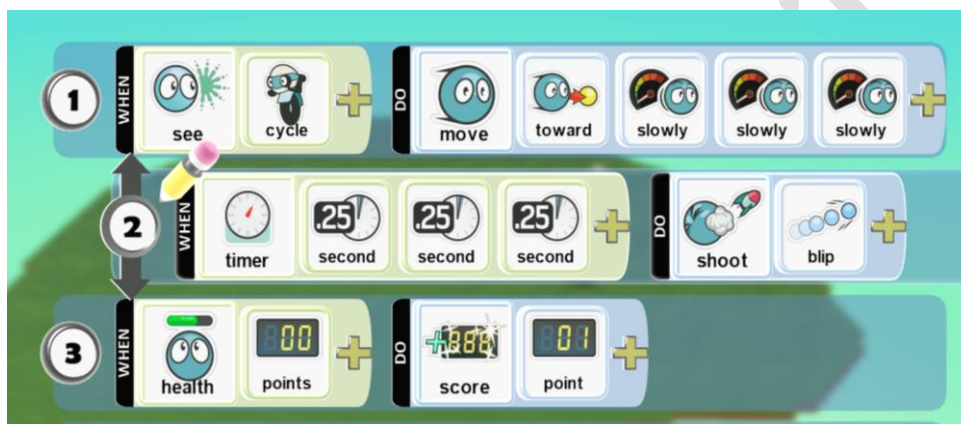 1 WHEN see cycle DO move toward slowly slowly slowly
2 WHEN timer .25 second .25 second .25 second DO shoot blip
3 WHEN health 00 points DO score 01 point